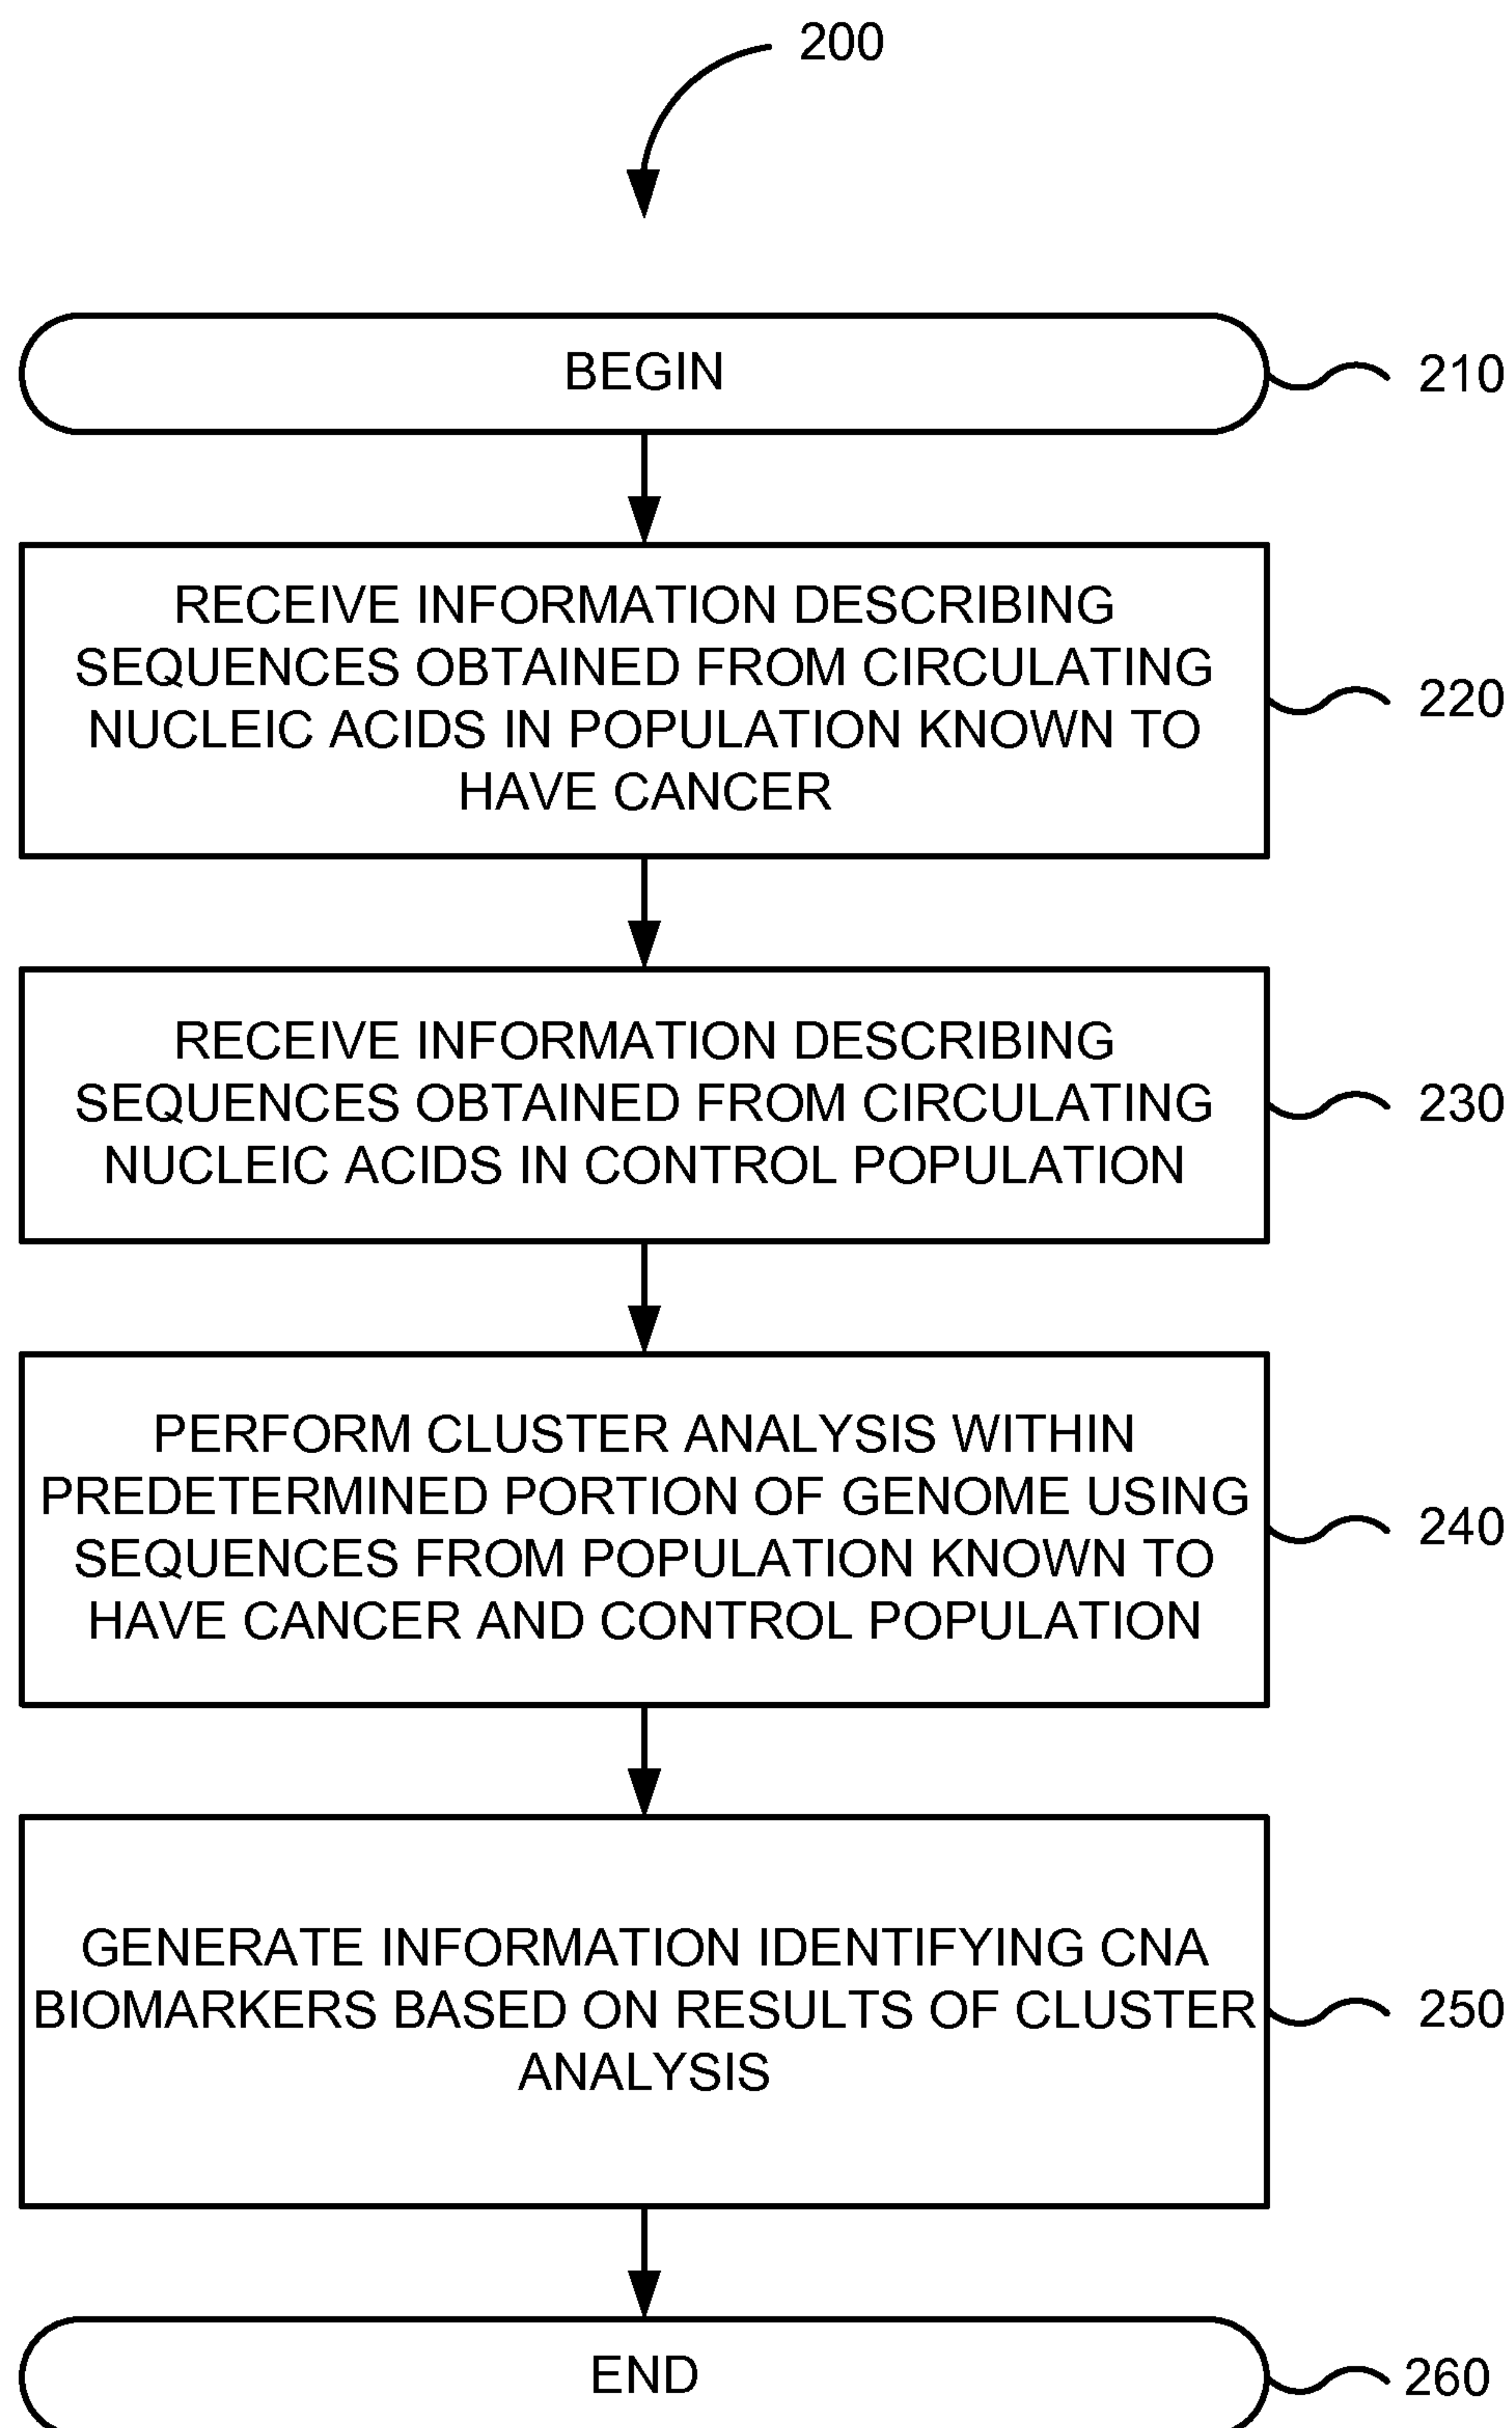 200
BEGIN
210
RECEIVE INFORMATION DESCRIBING
SEQUENCES OBTAINED FROM CIRCULATING
NUCLEIC ACIDS IN POPULATION KNOWN TO
HAVE CANCER
220
RECEIVE INFORMATION DESCRIBING
SEQUENCES OBTAINED FROM CIRCULATING
NUCLEIC ACIDS IN CONTROL POPULATION
230
PERFORM CLUSTER ANALYSIS WITHIN
PREDETERMINED PORTION OF GENOME USING
SEQUENCES FROM POPULATION KNOWN TO
HAVE CANCER AND CONTROL POPULATION
240
GENERATE INFORMATION IDENTIFYING CNA
BIOMARKERS BASED ON RESULTS OF CLUSTER
ANALYSIS
250
END
260